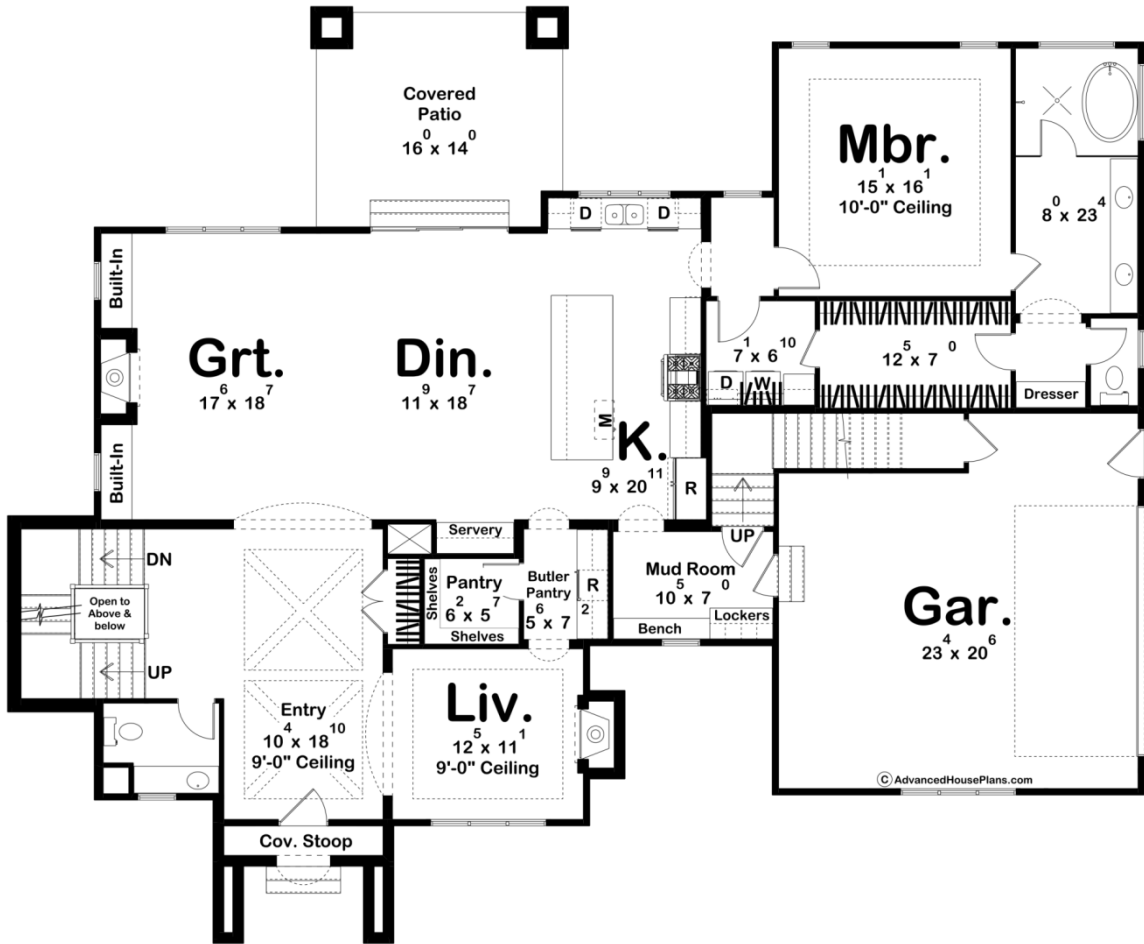 Covered
Patio
16⁰ x 14⁰
Mbr.
15¹ x 16¹
10'-0" Ceiling
8⁰ x 23⁴
D
D
Built-In
Grt.
17⁶ x 18⁷
Din.
11⁹ x 18⁷
7¹ x 6¹⁰
D
W
12⁵ x 7⁰
Dresser
M
K.
9⁹ x 20¹¹
R
Built-In
UP
Servery
DN
Open to
Above &
below
UP
Shelves
Pantry
6² x 5⁷
Shelves
Butler
Pantry
5⁶ x 7²
R
Mud Room
10⁵ x 7⁰
Bench
Lockers
Gar.
23⁴ x 20⁶
Entry
10⁴ x 18¹⁰
9'-0" Ceiling
Liv.
12⁵ x 11¹
9'-0" Ceiling
© AdvancedHousePlans.com
Cov. Stoop